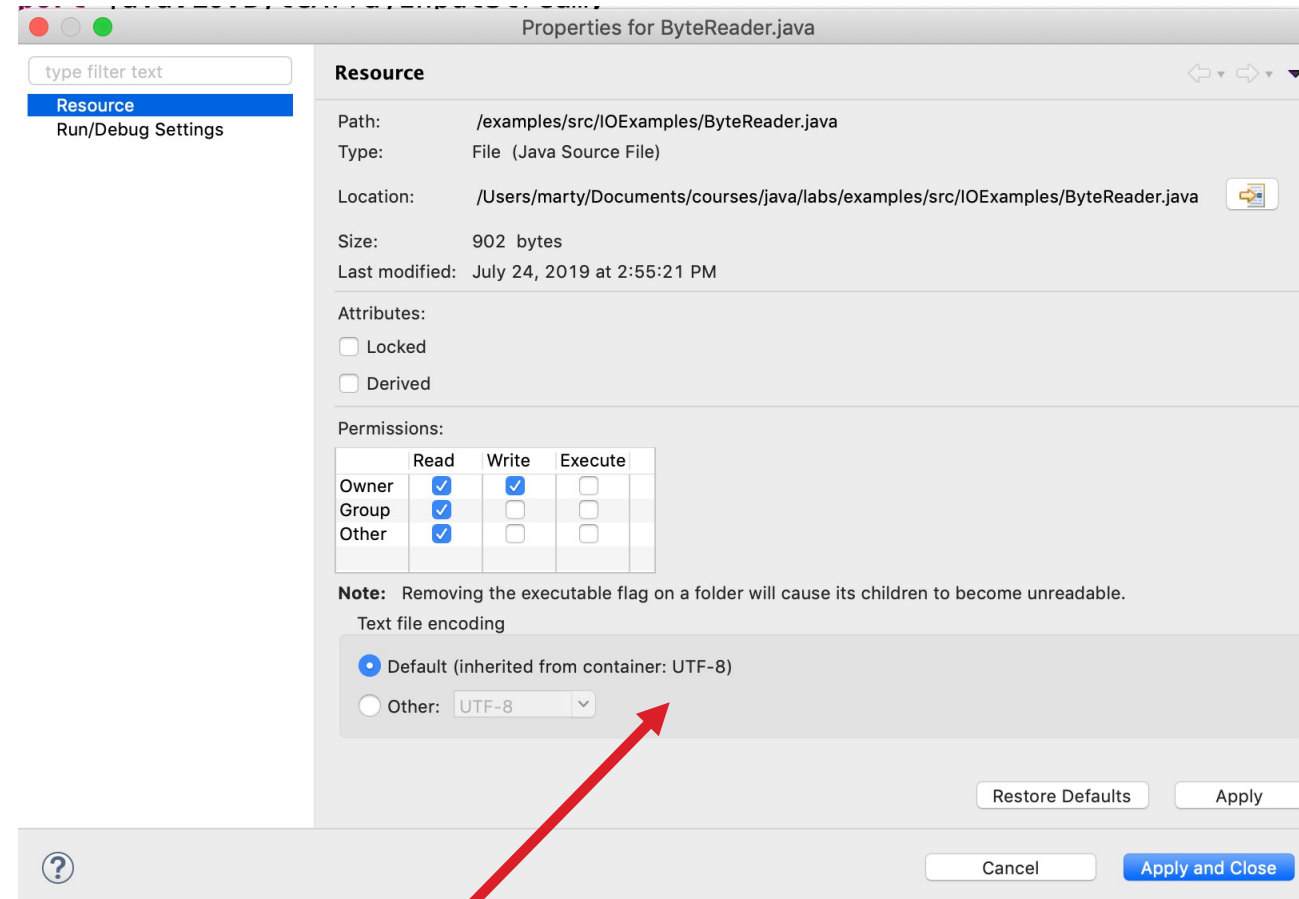 Properties for ByteReader.java
type filter text
Resource
Run/Debug Settings
Resource
Path: /examples/src/IOExamples/ByteReader.java
Type: File (Java Source File)
Location: /Users/marty/Documents/courses/java/labs/examples/src/IOExamples/ByteReader.java
Size: 902 bytes
Last modified: July 24, 2019 at 2:55:21 PM
Attributes:
Locked
Derived
Permissions:
Read Write Execute
Owner
Group
Other
Note: Removing the executable flag on a folder will cause its children to become unreadable.
Text file encoding
Default (inherited from container: UTF-8)
Other: UTF-8
Restore Defaults Apply
? Cancel Apply and Close